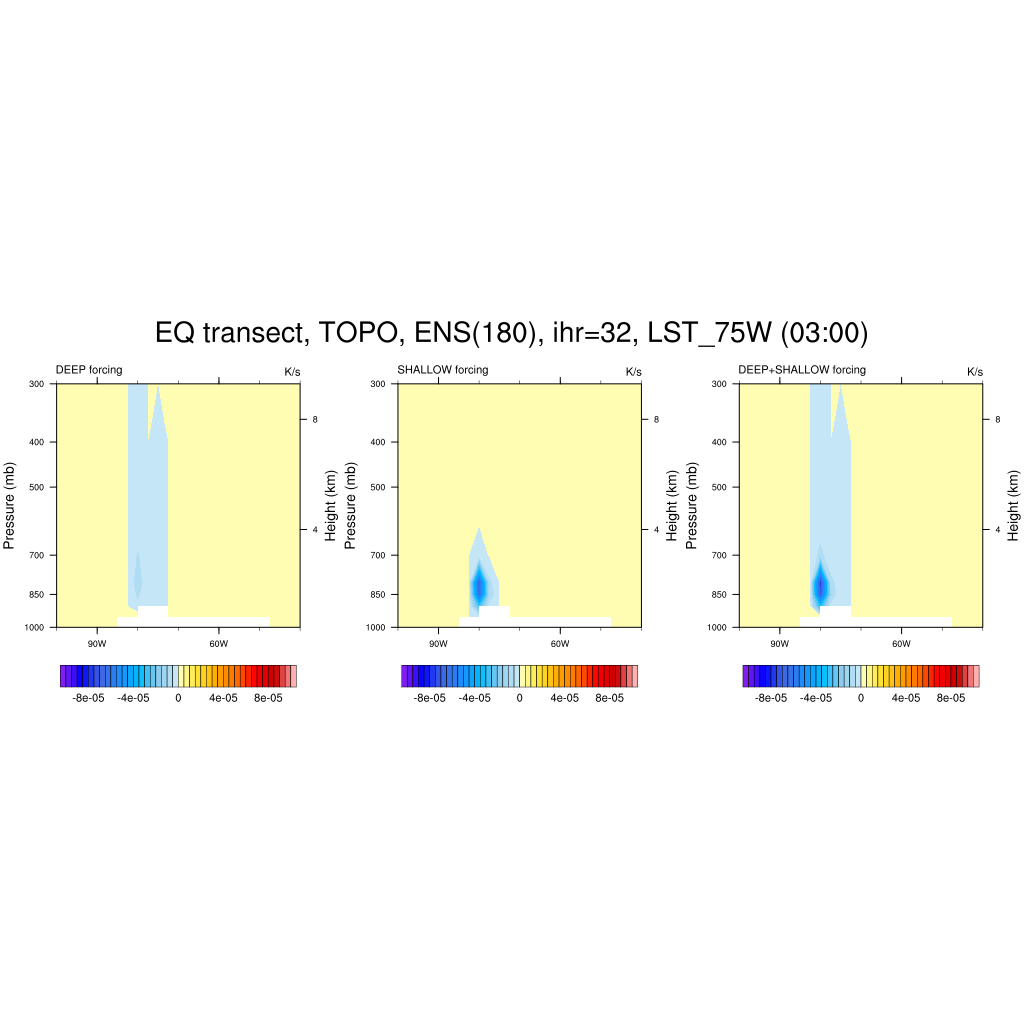 EQ transect, TOPO, ENS(180), ihr=32, LST_75W (03:00)
DEEP forcing K/s
300
400
500
700
850
1000
Pressure (mb)
8
4
Height (km)
90W 60W
-8e-05 -4e-05 0 4e-05 8e-05
SHALLOW forcing K/s
300
400
500
700
850
1000
Pressure (mb)
8
4
Height (km)
90W 60W
-8e-05 -4e-05 0 4e-05 8e-05
DEEP+SHALLOW forcing K/s
300
400
500
700
850
1000
Pressure (mb)
8
4
Height (km)
90W 60W
-8e-05 -4e-05 0 4e-05 8e-05